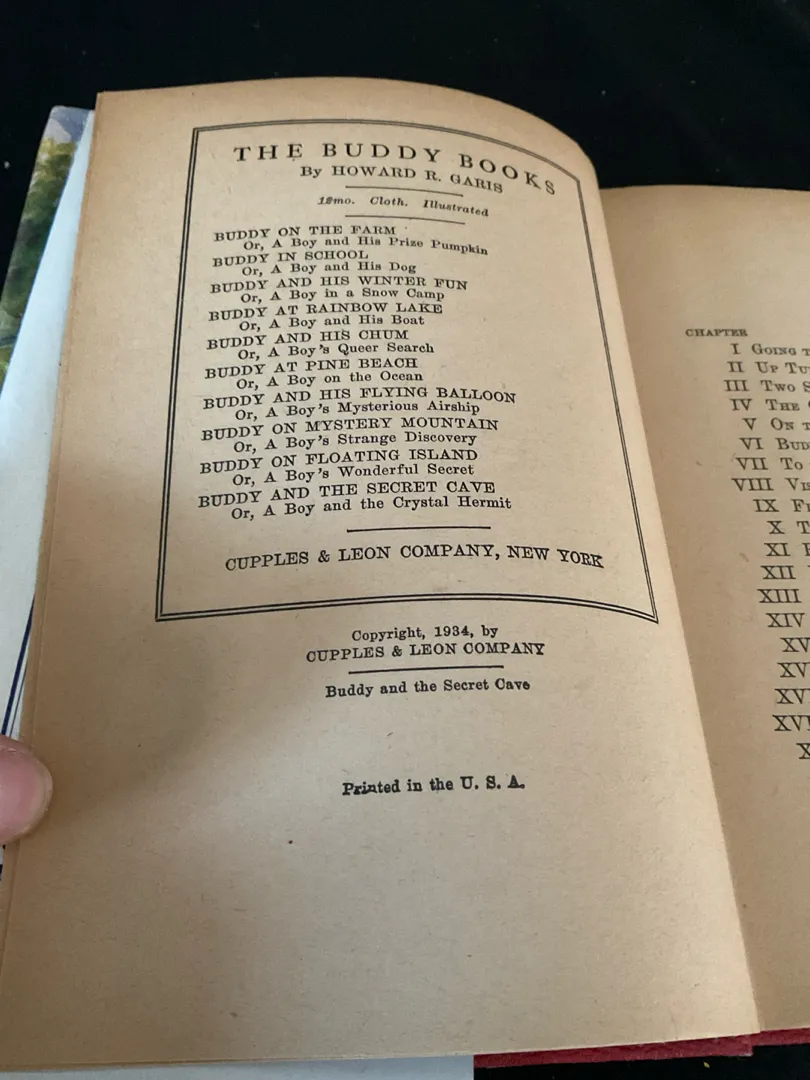 THE BUDDY BOOKS
By HOWARD R. GARIS
12mo. Cloth. Illustrated
BUDDY ON THE FARM
Or, A Boy and His Prize Pumpkin
BUDDY IN SCHOOL
Or, A Boy and His Dog
BUDDY AND HIS WINTER FUN
Or, A Boy in a Snow Camp
BUDDY AT RAINBOW LAKE
Or, A Boy and His Boat
BUDDY AND HIS CHUM
Or, A Boy's Queer Search
BUDDY AT PINE BEACH
Or, A Boy on the Ocean
BUDDY AND HIS FLYING BALLOON
Or, A Boy's Mysterious Airship
BUDDY ON MYSTERY MOUNTAIN
Or, A Boy's Strange Discovery
BUDDY ON FLOATING ISLAND
Or, A Boy's Wonderful Secret
BUDDY AND THE SECRET CAVE
Or, A Boy and the Crystal Hermit
CUPPLES & LEON COMPANY, NEW YORK
Copyright, 1934, by
CUPPLES & LEON COMPANY
Buddy and the Secret Cave
Printed in the U. S. A.
CHAPTER
I GOING
II UP
III TWO
IV THE
V ON
VI
VII TO
VIII
IX
X
XI
XII
XIII
XIV